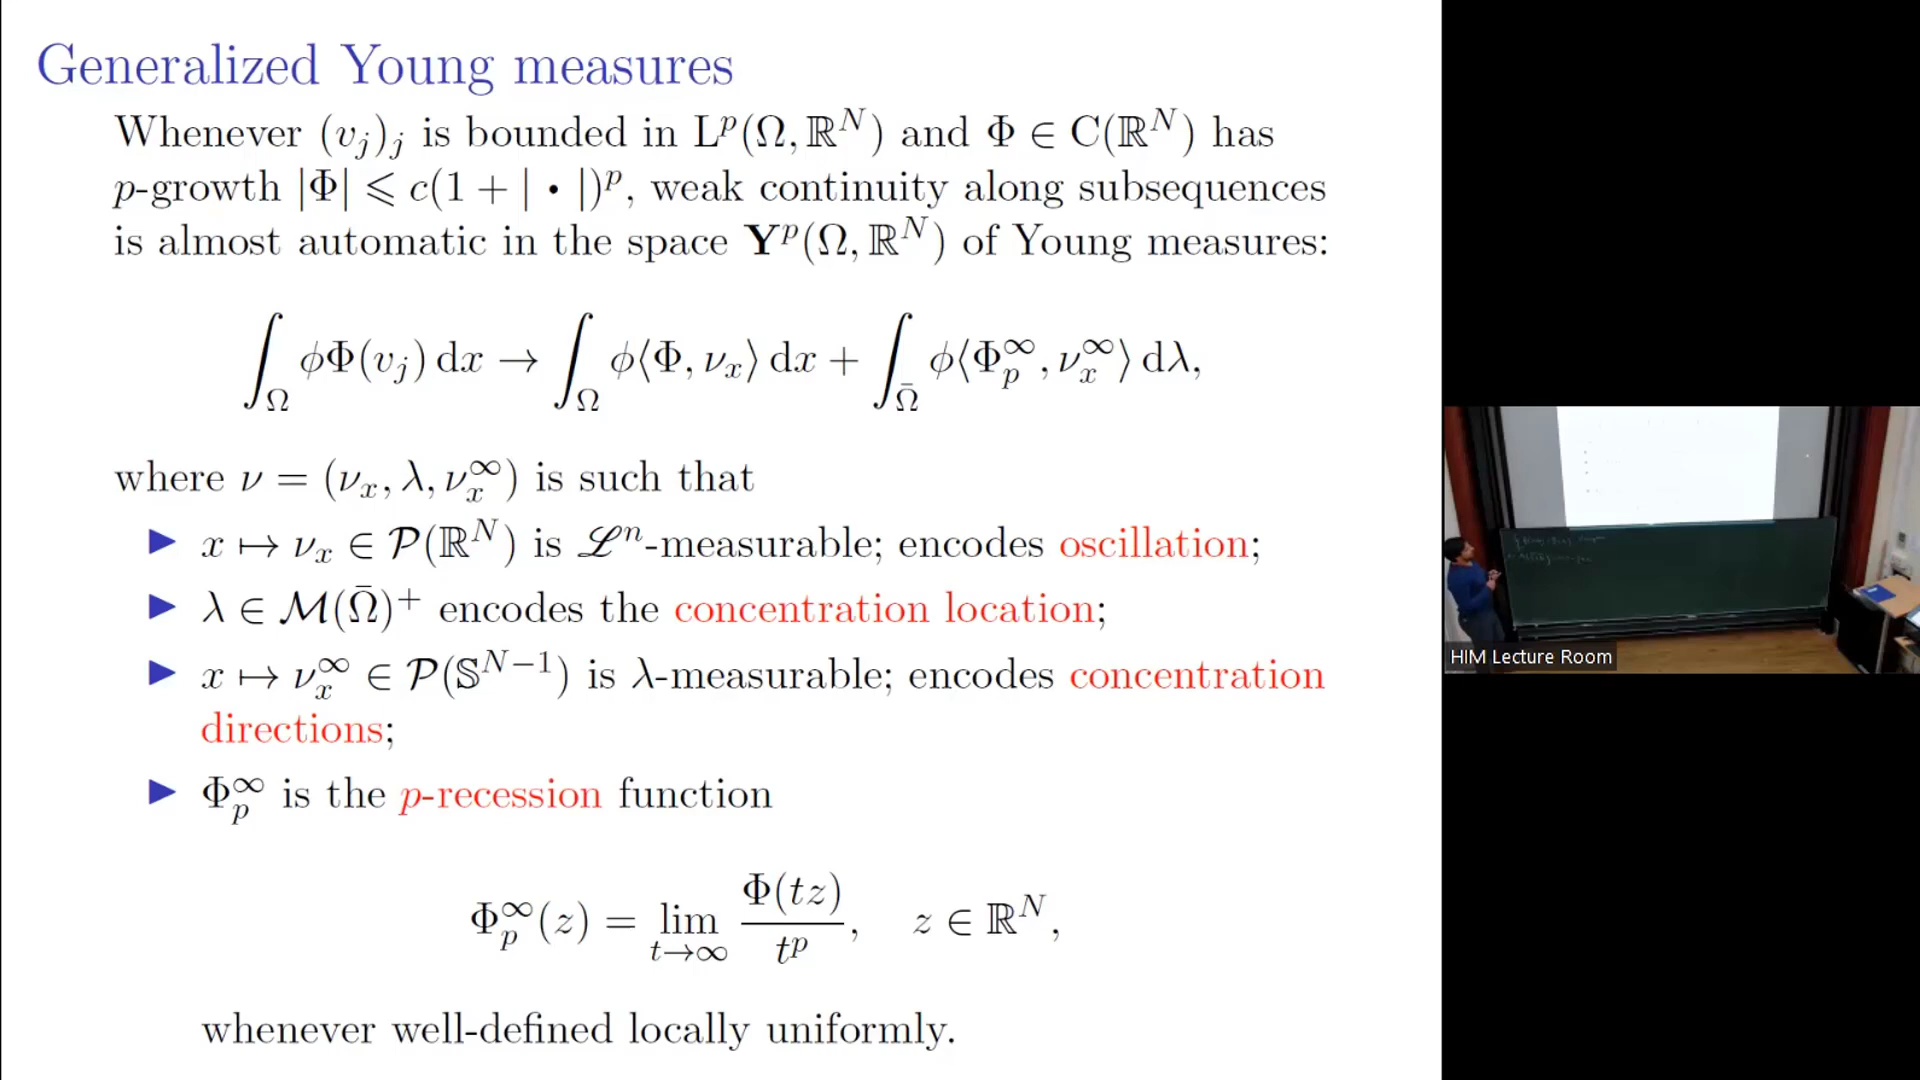 Generalized Young measures
Whenever (v_j)_j is bounded in L^p(Ω, ℝ^N) and Φ ∈ C(ℝ^N) has
p-growth |Φ| ⩽ c(1 + | • |)^p, weak continuity along subsequences
is almost automatic in the space Y^p(Ω, ℝ^N) of Young measures:
∫_Ω ϕΦ(v_j) dx → ∫_Ω ϕ⟨Φ, ν_x⟩ dx + ∫_Ω̄ ϕ⟨Φ_p^∞, ν_x^∞⟩ dλ,
where ν = (ν_x, λ, ν_x^∞) is such that
▶ x ↦ ν_x ∈ 𝒫(ℝ^N) is ℒ^n-measurable; encodes oscillation;
▶ λ ∈ ℳ(Ω̄)^+ encodes the concentration location;
▶ x ↦ ν_x^∞ ∈ 𝒫(𝕊^{N−1}) is λ-measurable; encodes concentration
directions;
▶ Φ_p^∞ is the p-recession function
Φ_p^∞(z) = lim_{t→∞} Φ(tz)/t^p, z ∈ ℝ^N,
whenever well-defined locally uniformly.
HIM Lecture Room